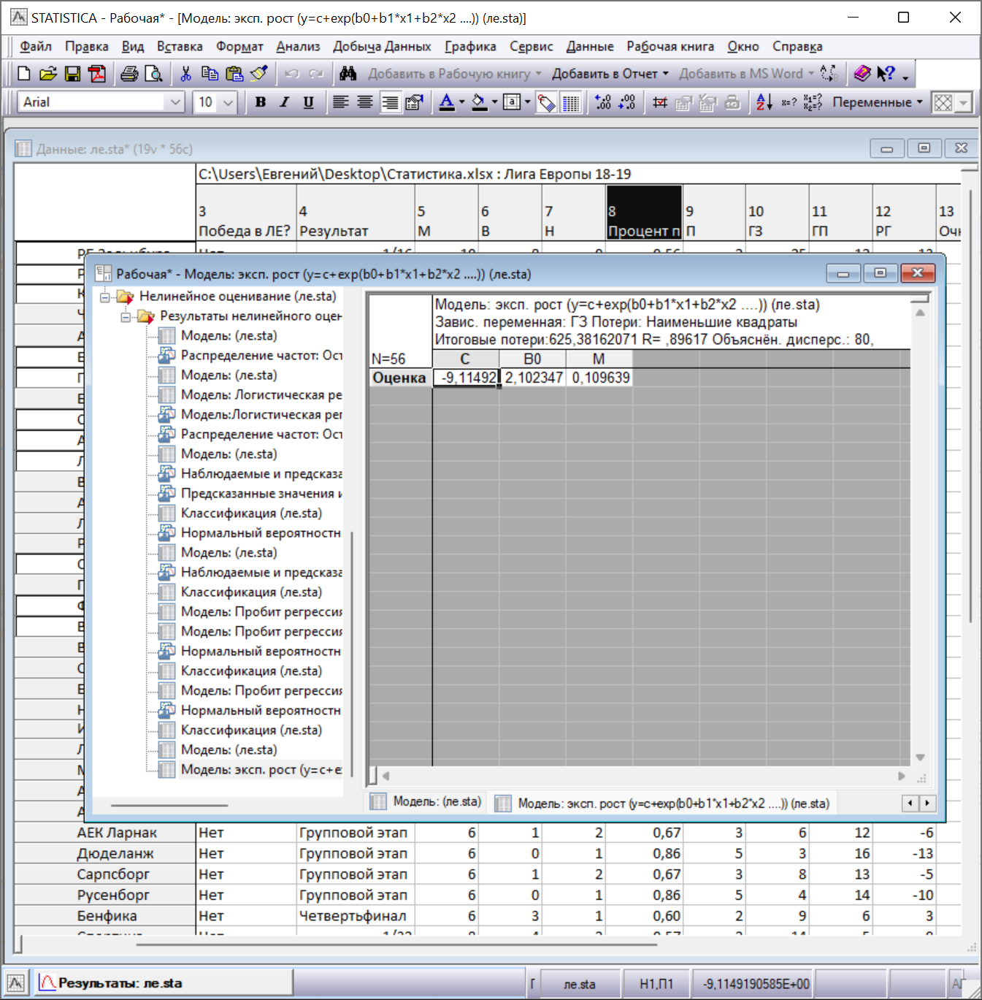 STATISTICA - Рабочая* - [Модель: эксп. рост (y=c+exp(b0+b1*x1+b2*x2 ....)) (ле.sta)]
Файл Правка Вид Вставка Формат Анализ Добыча Данных Графика Сервис Данные Рабочая книга Окно Справка
Добавить в Рабочую книгу Добавить в Отчет Добавить в MS Word
Arial 10 B I U Переменные
Данные: ле.sta* (19v * 56c)
C:\Users\Евгений\Desktop\Статистика.xlsx : Лига Европы 18-19
3 4 5 6 7 8 9 10 11 12 13
Победа в ЛЕ? Результат М В Н Процент п П ГЗ ГП РГ Очк
Рабочая* - Модель: эксп. рост (y=c+exp(b0+b1*x1+b2*x2 ....)) (ле.sta)
Нелинейное оценивание (ле.sta)
Результаты нелинейного оцен
Модель: (ле.sta)
Распределение частот: Ост
Модель: (ле.sta)
Модель: Логистическая ре
Модель:Логистическая рег
Распределение частот: Ост
Модель: (ле.sta)
Наблюдаемые и предсказа
Предсказанные значения и
Классификация (ле.sta)
Нормальный вероятностн
Модель: (ле.sta)
Наблюдаемые и предсказа
Классификация (ле.sta)
Модель: Пробит регрессия
Модель: Пробит регрессия
Нормальный вероятностн
Классификация (ле.sta)
Модель: Пробит регрессия
Нормальный вероятностн
Классификация (ле.sta)
Модель: (ле.sta)
Модель: эксп. рост (y=c+e
Модель: эксп. рост (y=c+exp(b0+b1*x1+b2*x2 ....)) (ле.sta)
Завис. переменная: ГЗ Потери: Наименьшие квадраты
Итоговые потери:625,38162071 R= ,89617 Объяснён. дисперс.: 80,
N=56 C B0 М
Оценка -9,11492 2,102347 0,109639
Модель: (ле.sta) Модель: эксп. рост (y=c+exp(b0+b1*x1+b2*x2 ....)) (ле.sta)
АЕК Ларнак Нет Групповой этап 6 1 2 0,67 3 6 12 -6
Дюделанж Нет Групповой этап 6 0 1 0,86 5 3 16 -13
Сарпсборг Нет Групповой этап 6 1 2 0,67 3 8 13 -5
Русенборг Нет Групповой этап 6 0 1 0,86 5 4 14 -10
Бенфика Нет Четвертьфинал 6 3 1 0,60 2 9 6 3
Результаты: ле.sta Г ле.sta Н1,П1 -9,1149190585E+00